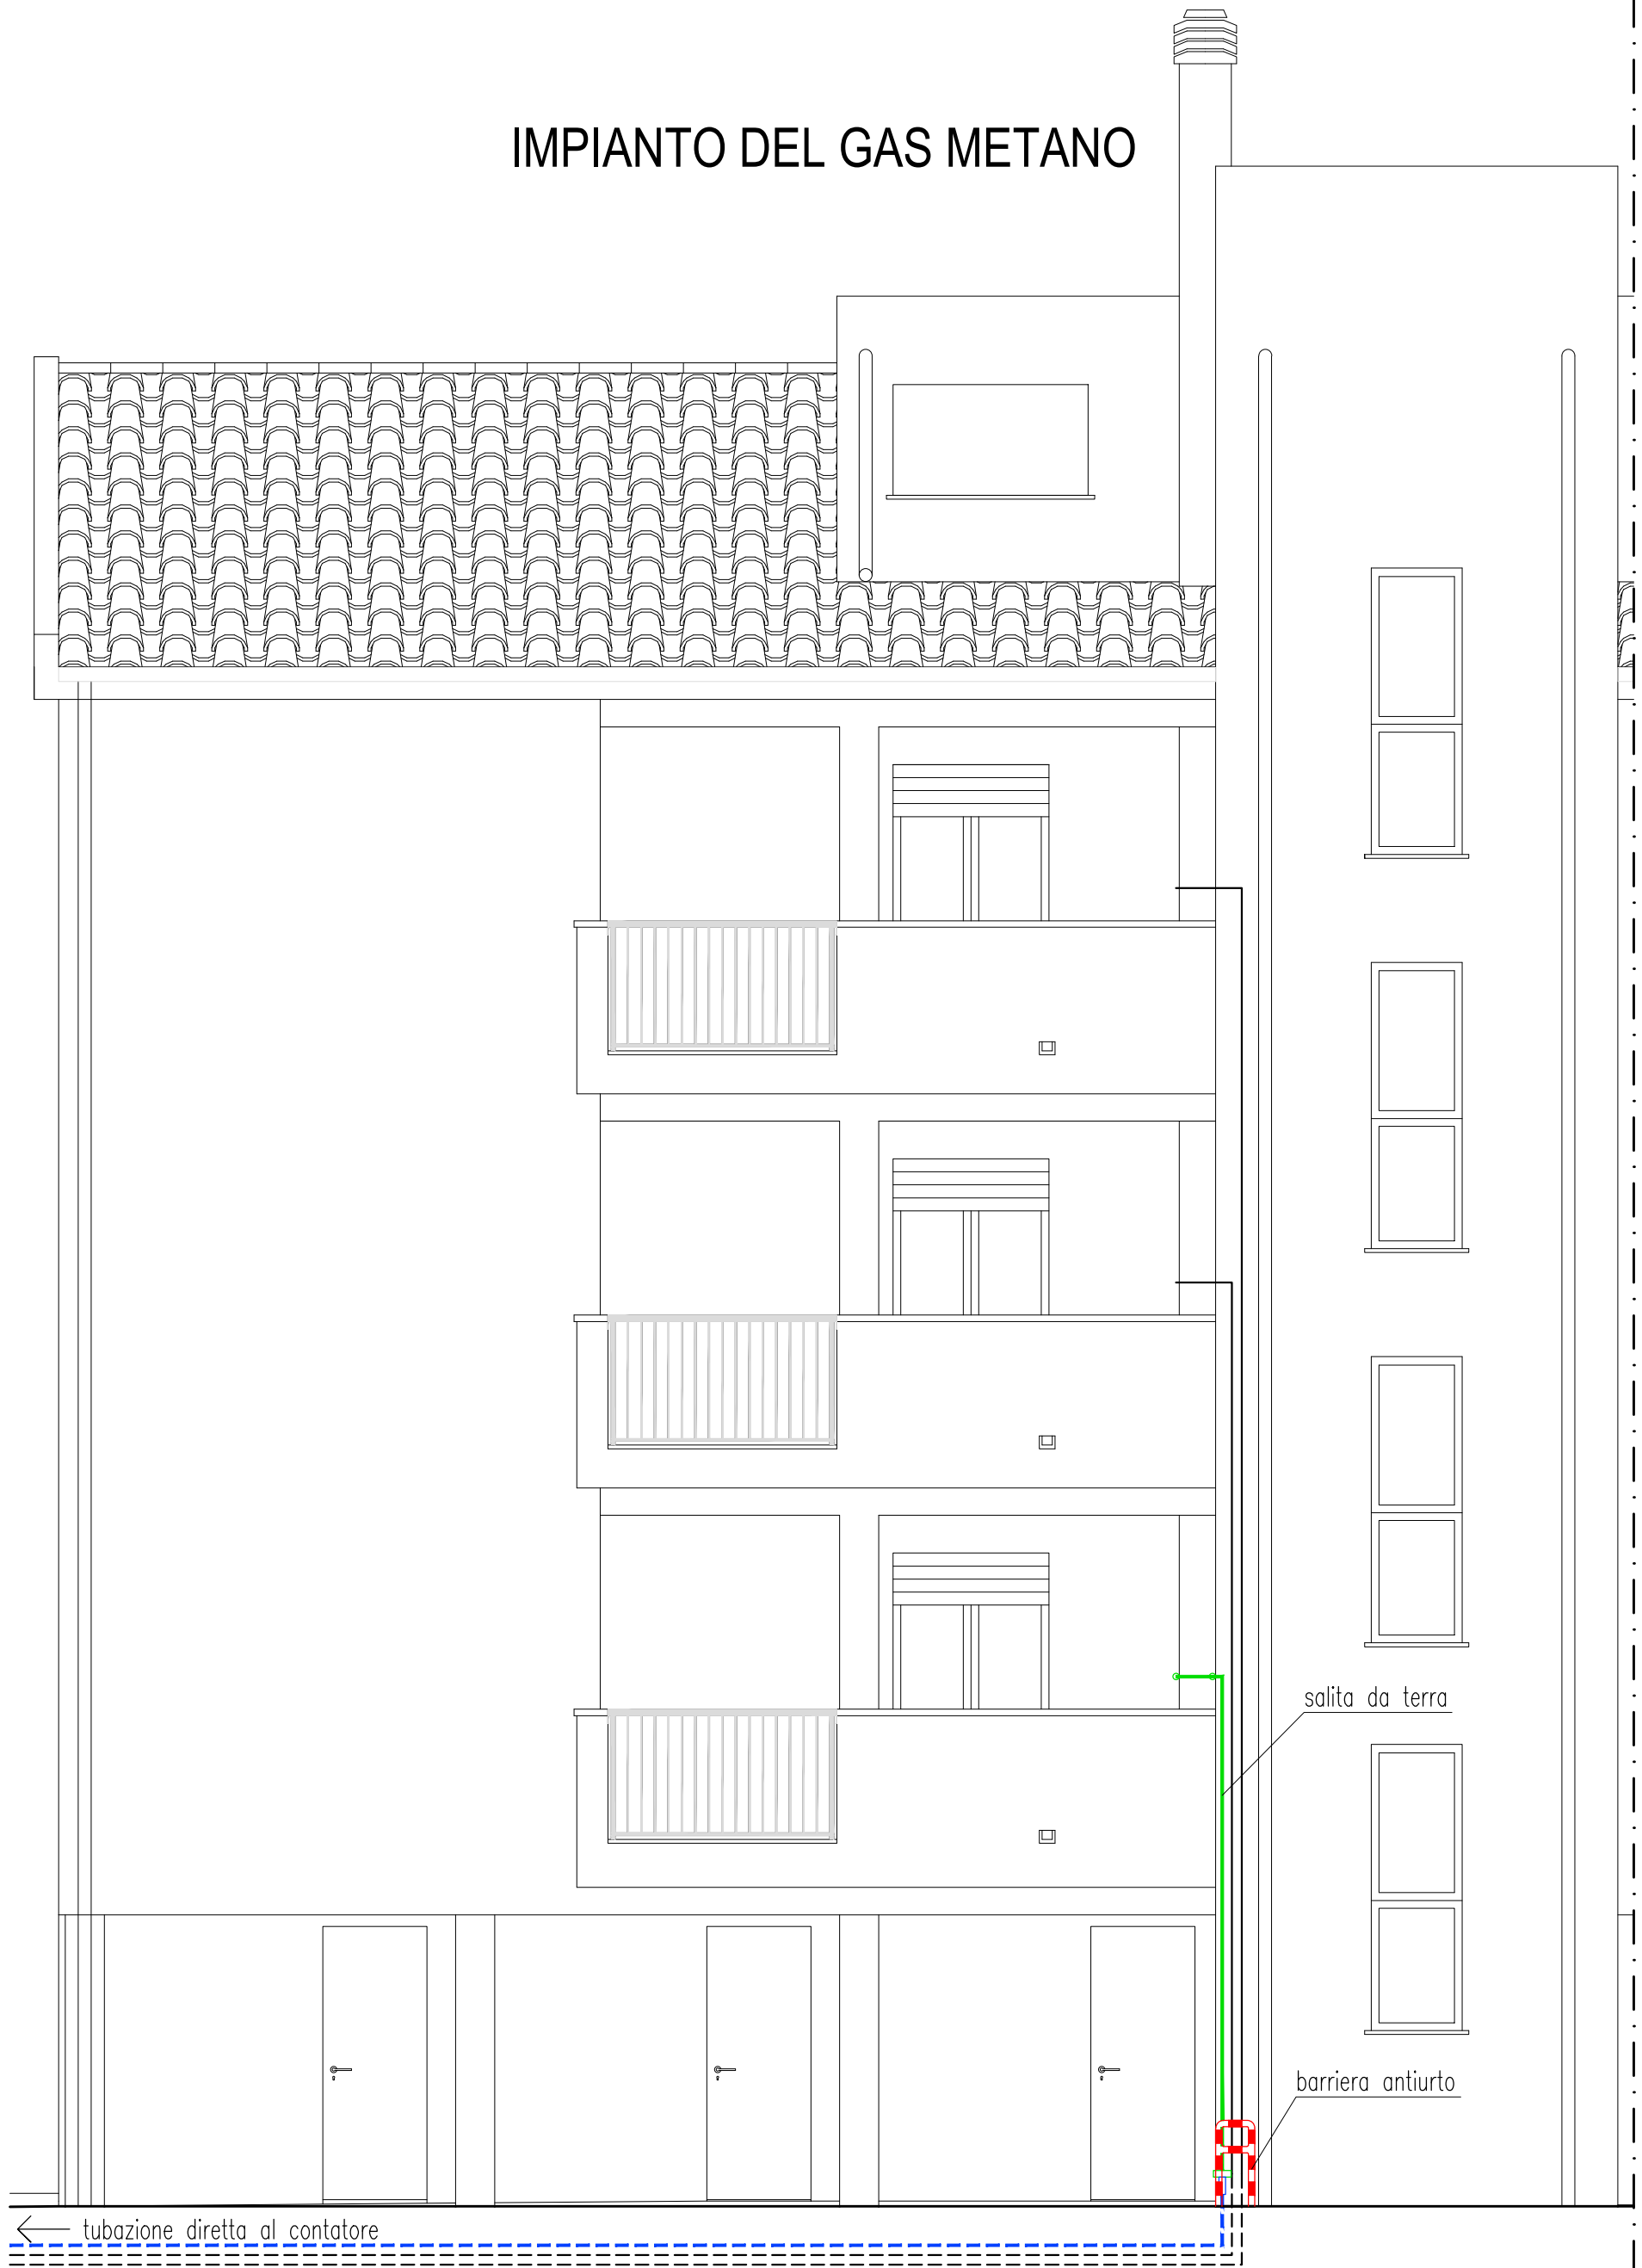 IMPIANTO DEL GAS METANO
salita da terra
barriera antiurto
tubazione diretta al contatore